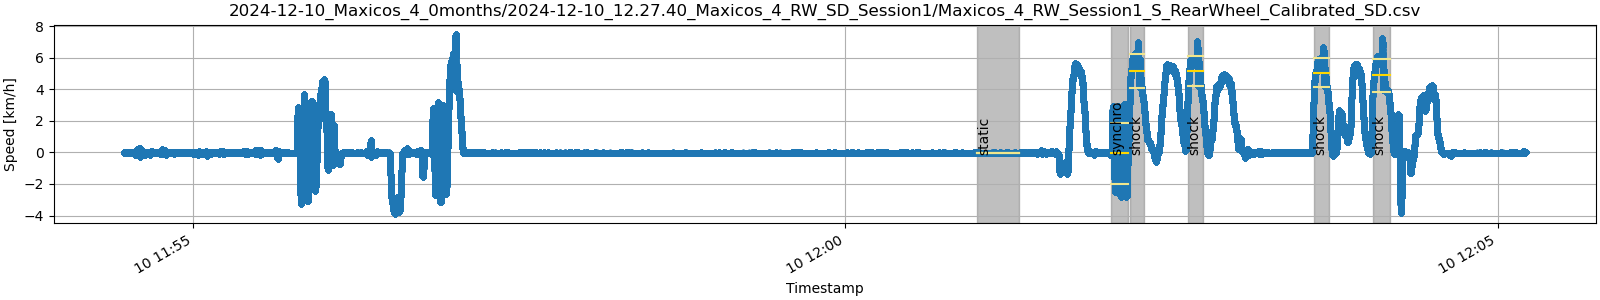 2024-12-10_Maxicos_4_0months/2024-12-10_12.27.40_Maxicos_4_RW_SD_Session1/Maxicos_4_RW_Session1_S_RearWheel_Calibrated_SD.csv
8
6
4
2
0
−2
−4
Speed [km/h]
static
synchro
shock
shock
shock
shock
10 11:55
10 12:00
10 12:05
Timestamp